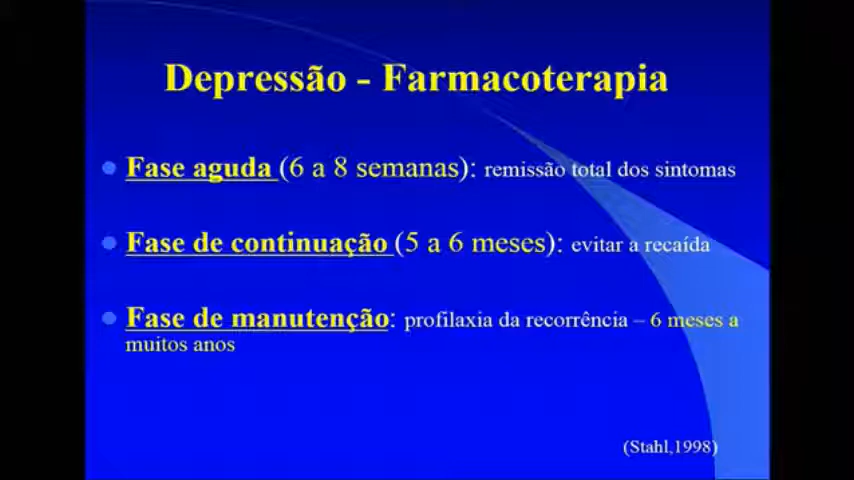 Depressão - Farmacoterapia
Fase aguda (6 a 8 semanas): remissão total dos sintomas
Fase de continuação (5 a 6 meses): evitar a recaída
Fase de manutenção: profilaxia da recorrência – 6 meses a
muitos anos
(Stahl,1998)